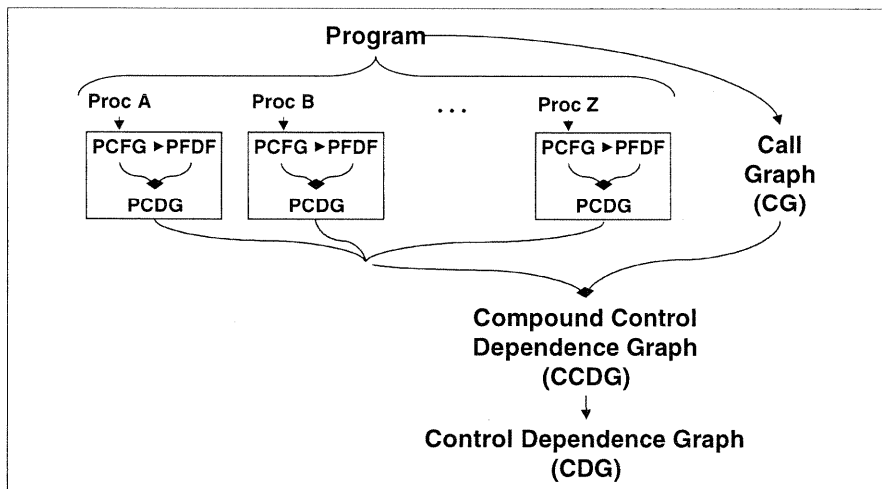 Program
Proc A Proc B ... Proc Z
PCFG PFDF PCFG PFDF PCFG PFDF
PCDG PCDG PCDG
Call
Graph
(CG)
Compound Control
Dependence Graph
(CCDG)
Control Dependence Graph
(CDG)